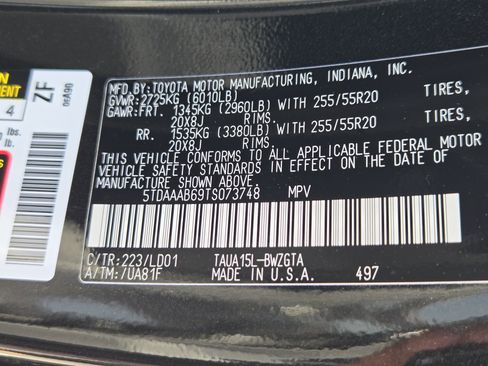 MFD.BY: TOYOTA MOTOR MANUFACTURING, INDIANA, INC.
GVWR: 2725KG (6010LB)
GAWR:FRT. 1345KG (2960LB) WITH 255/55R20 TIRES,
20X8J RIMS.
RR. 1535KG (3380LB) WITH 255/55R20 TIRES,
20X8J RIMS.
THIS VEHICLE CONFORMS TO ALL APPLICABLE FEDERAL MOTOR
VEHICLE SAFETY STANDARDS IN EFFECT ON THE DATE OF
MANUFACTURE SHOWN ABOVE.
5TDAAAB69TS073748 MPV
C/TR:223/LD01 TAUA15L-BWZGTA
A/TM:/UA81F MADE IN U.S.A. 497
ZF
06A90
4
lbs.
lb.